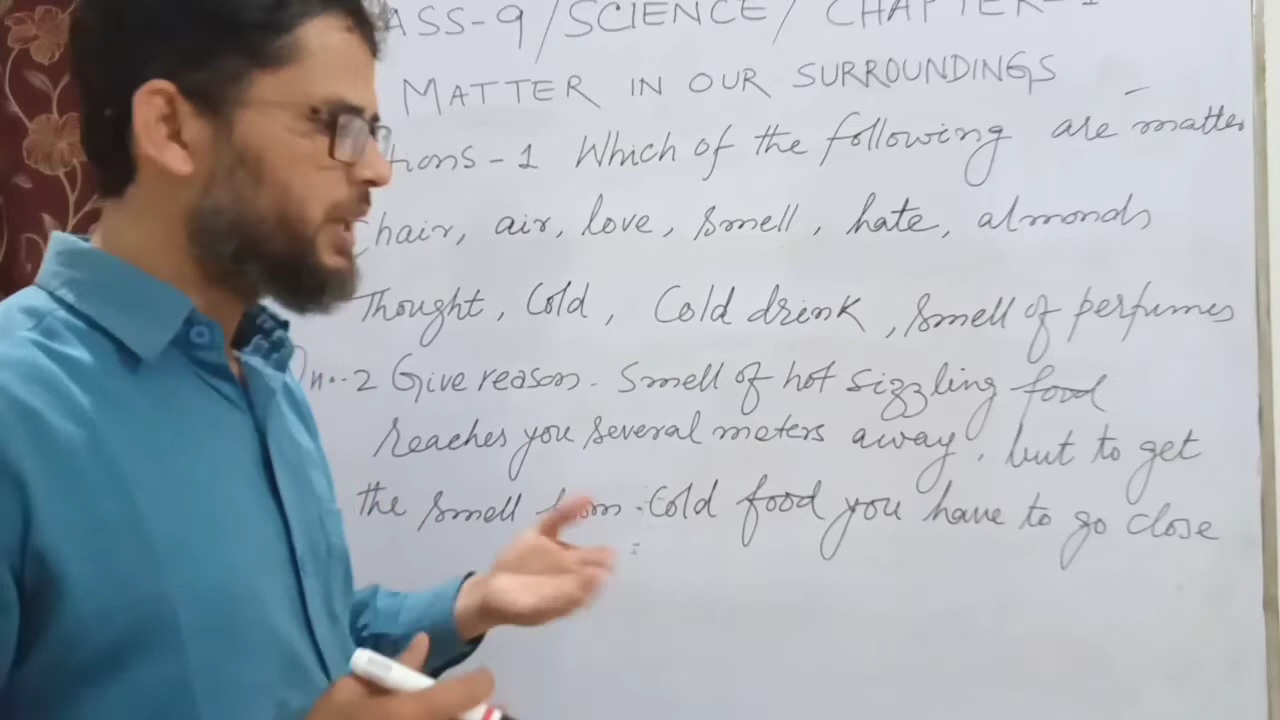 ASS-9/SCIENCE/ CHAPTER-1
MATTER IN OUR SURROUNDINGS
tions-1 Which of the following are matter
chair, air, love, smell, hate, almonds
Thought, Cold, Cold drink, smell of perfumes
Qn.-2 Give reason. Smell of hot sizzling food
reaches you several meters away, but to get
the smell from cold food you have to go close